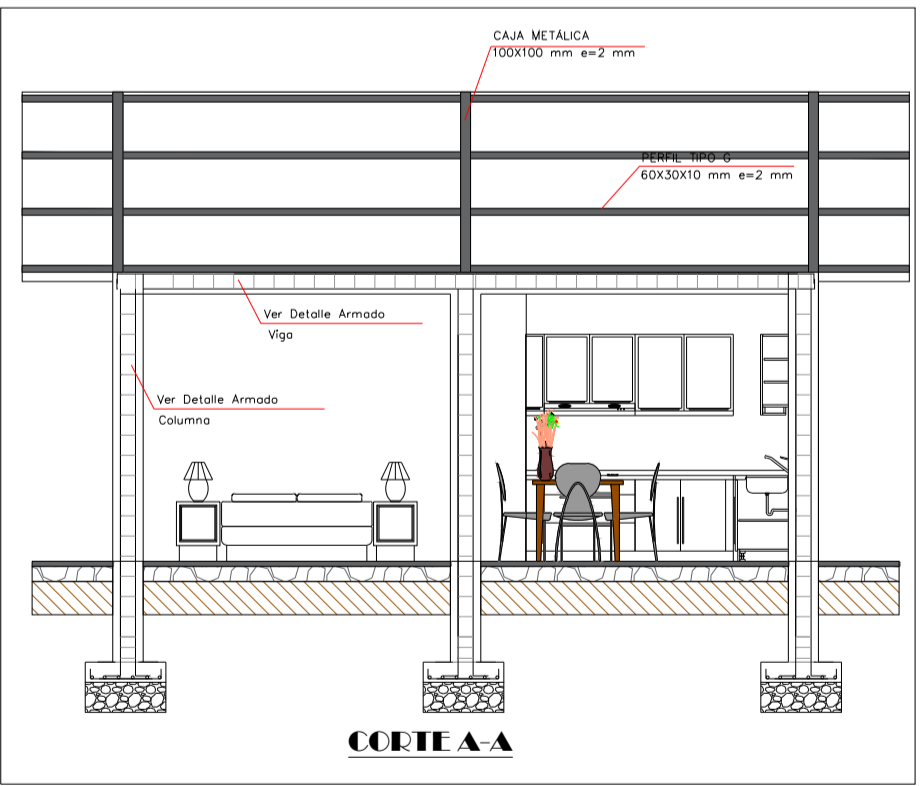 CAJA METÁLICA
100X100 mm e=2 mm
PERFIL TIPO G
60X30X10 mm e=2 mm
Ver Detalle Armado
Viga
Ver Detalle Armado
Columna
CORTE A-A